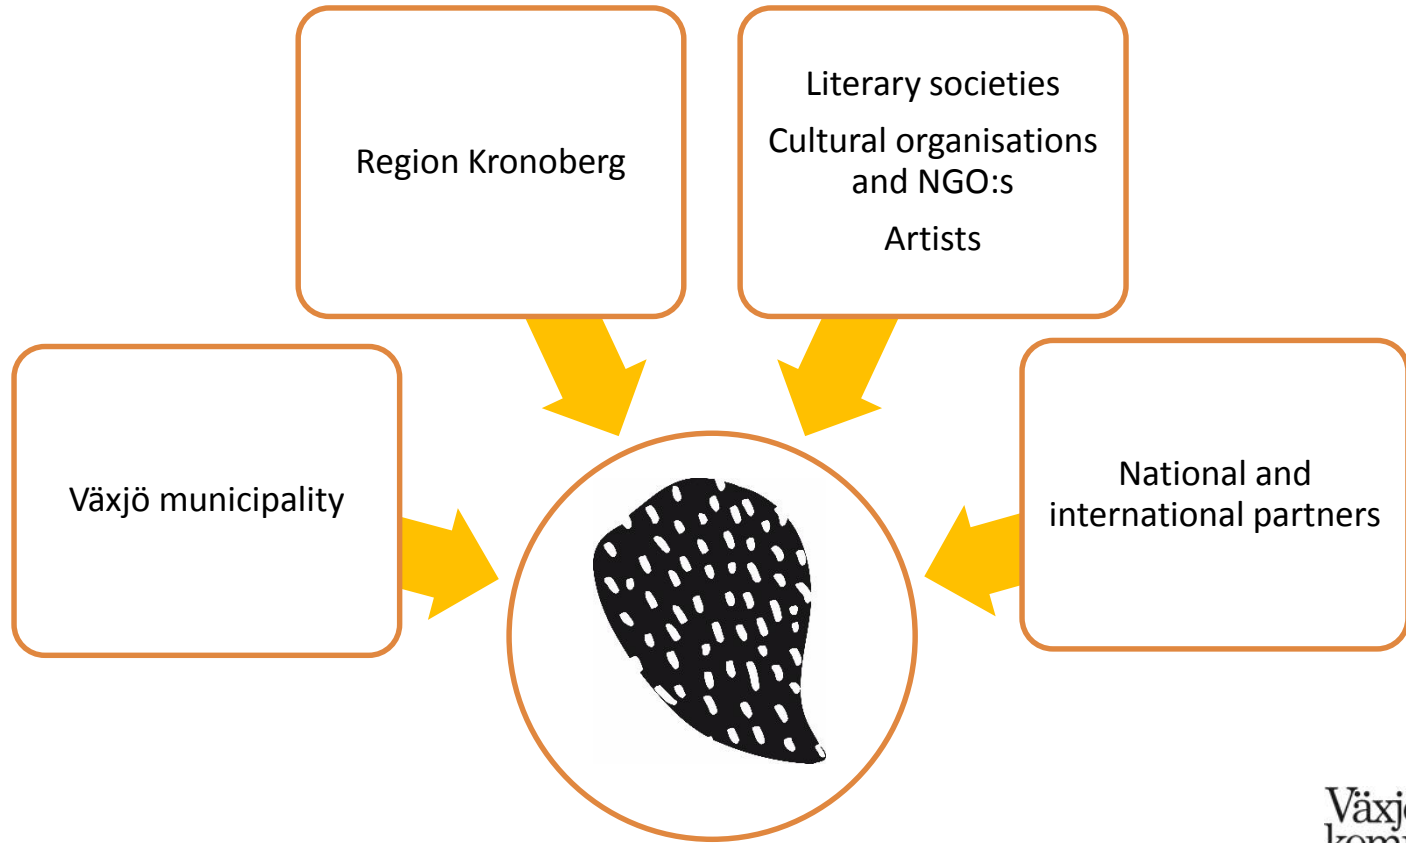 Region Kronoberg
Literary societies
Cultural organisations
and NGO:s
Artists
Växjö municipality
National and
international partners